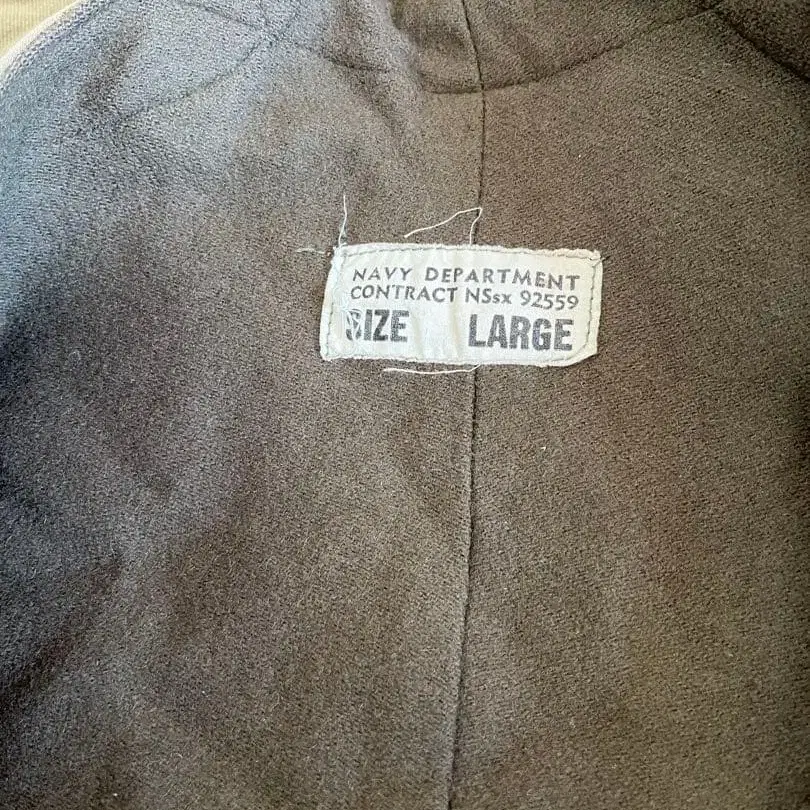 NAVY DEPARTMENT
CONTRACT NSsx 92559
SIZE LARGE